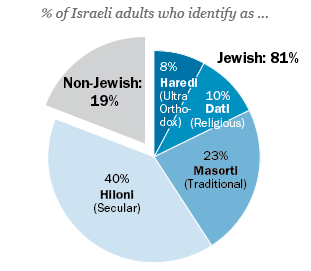 % of Israeli adults who identify as ...
Jewish: 81%
8%
Haredi
(Ultra
Ortho-
dox)
10%
Dati
(Religious)
23%
Masorti
(Traditional)
40%
Hiloni
(Secular)
Non-Jewish:
19%